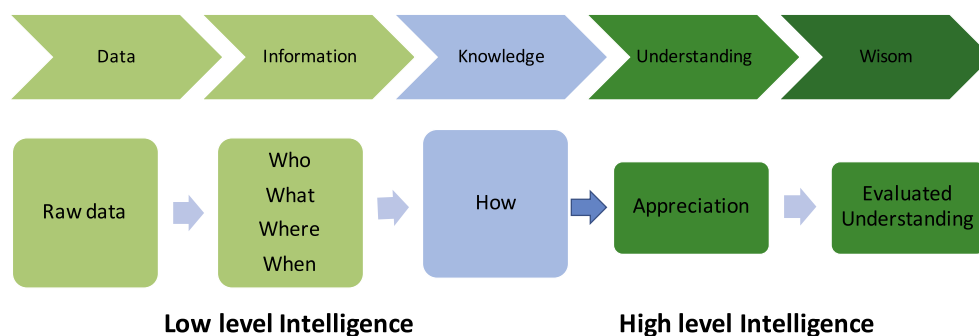 Data
Information
Knowledge
Understanding
Wisom
Raw data
Who
What
Where
When
How
Appreciation
Evaluated
Understanding
Low level Intelligence
High level Intelligence